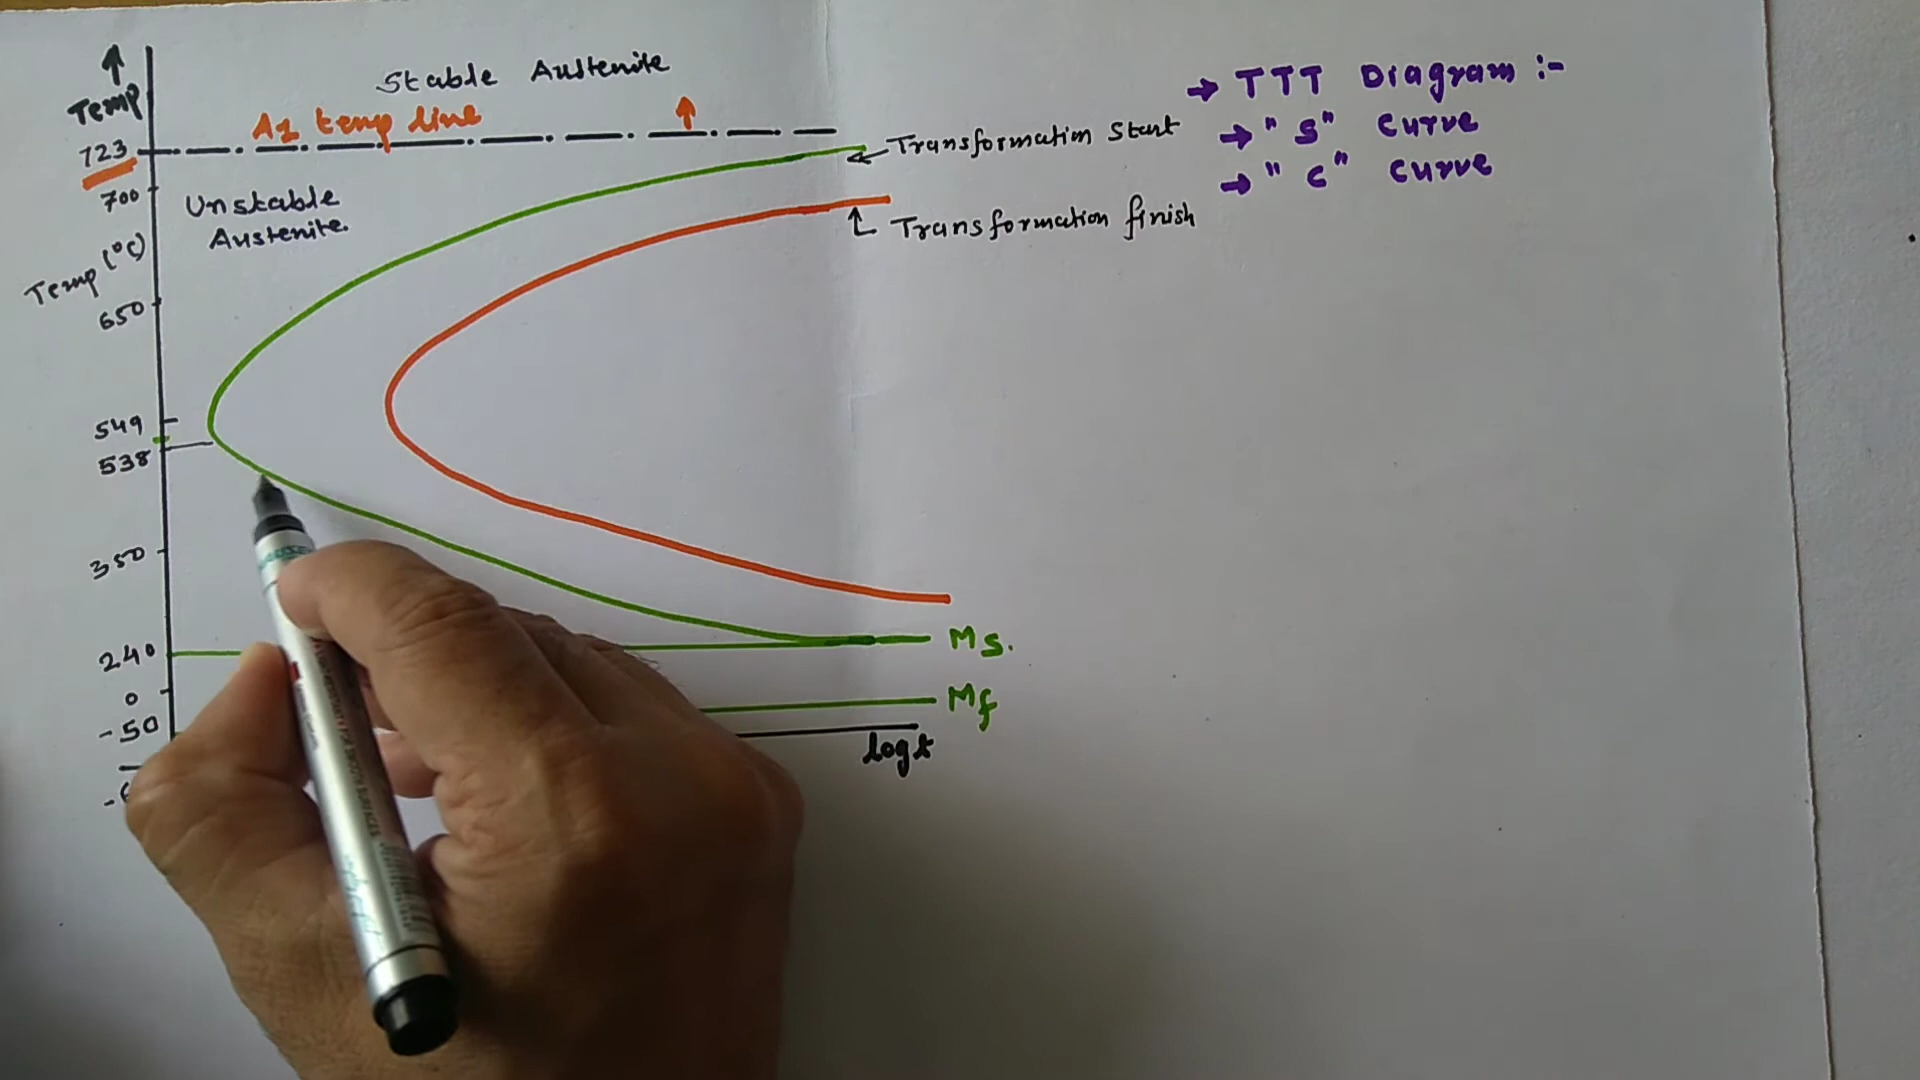 Temp
Stable Austenite
A1 temp line
723
700
Unstable
Austenite.
Temp (°C)
650
549
538
350
240
0
-50
Transformation Start
Transformation finish
Ms.
Mf
log t
→ TTT Diagram :-
→ "S" Curve
→ "C" Curve